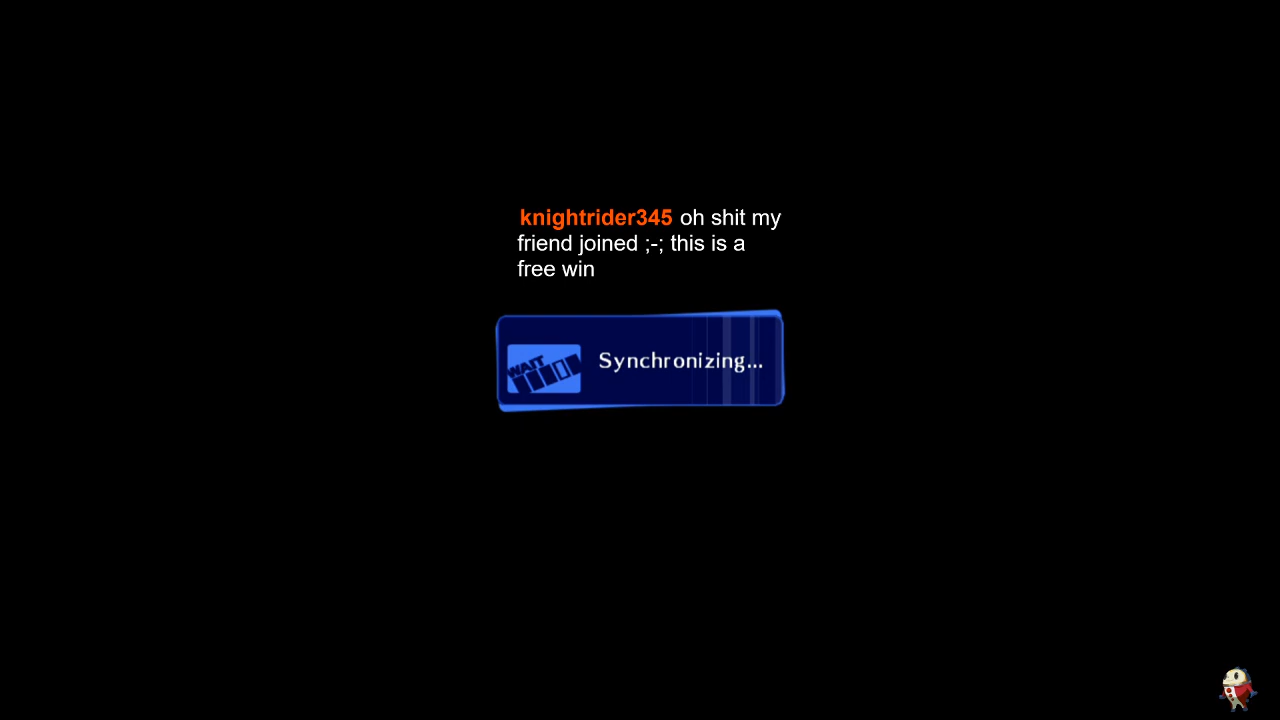 knightrider345 oh shit my
friend joined ;-; this is a
free win
WAIT
Synchronizing...